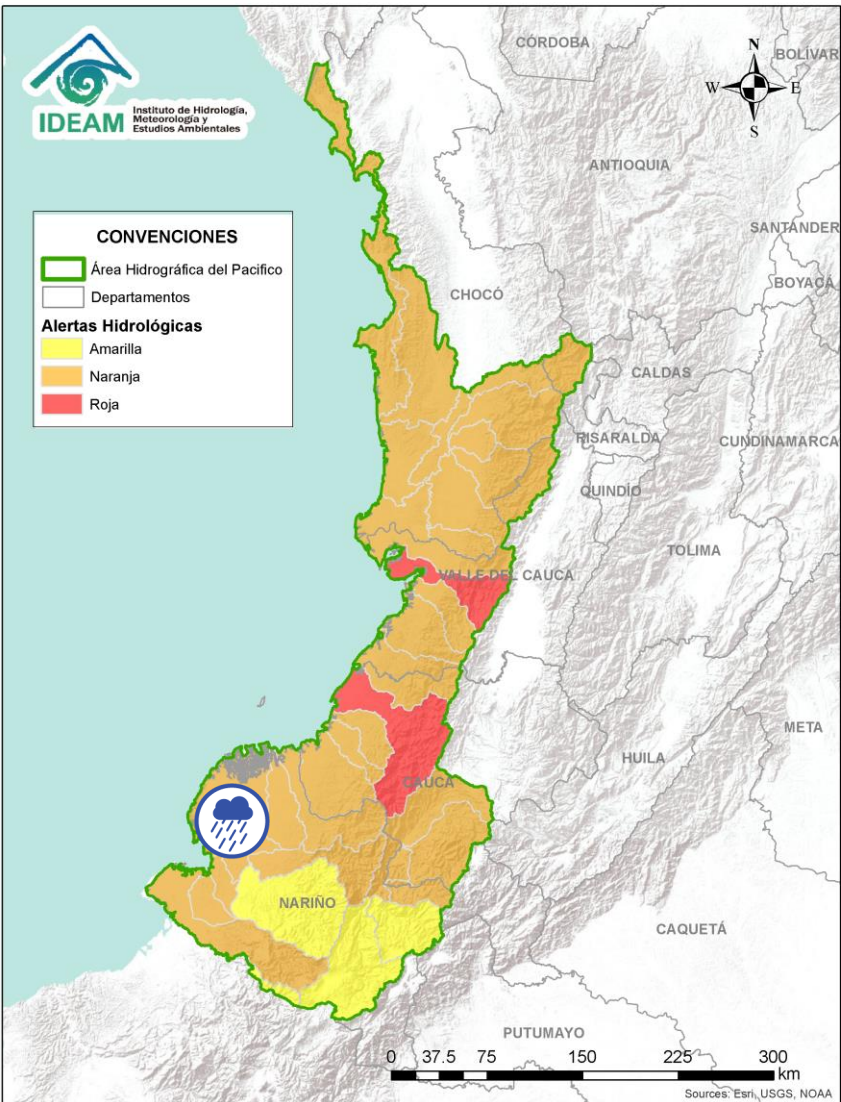 IDEAM
Instituto de Hidrología,
Meteorología y
Estudios Ambientales
CÓRDOBA
BOLIVAR
N
W
E
S
ANTIOQUIA
SANTANDER
BOYACÁ
CONVENCIONES
Área Hidrográfica del Pacifico
Departamentos
Alertas Hidrológicas
Amarilla
Naranja
Roja
CHOCÓ
CALDAS
RISARALDA
CUNDINAMARCA
QUINDÍO
TOLIMA
VALLE DEL CAUCA
META
HUILA
CAUCA
NARIÑO
CAQUETÁ
PUTUMAYO
0 37.5 75 150 225 300
km
Sources: Esri, USGS, NOAA